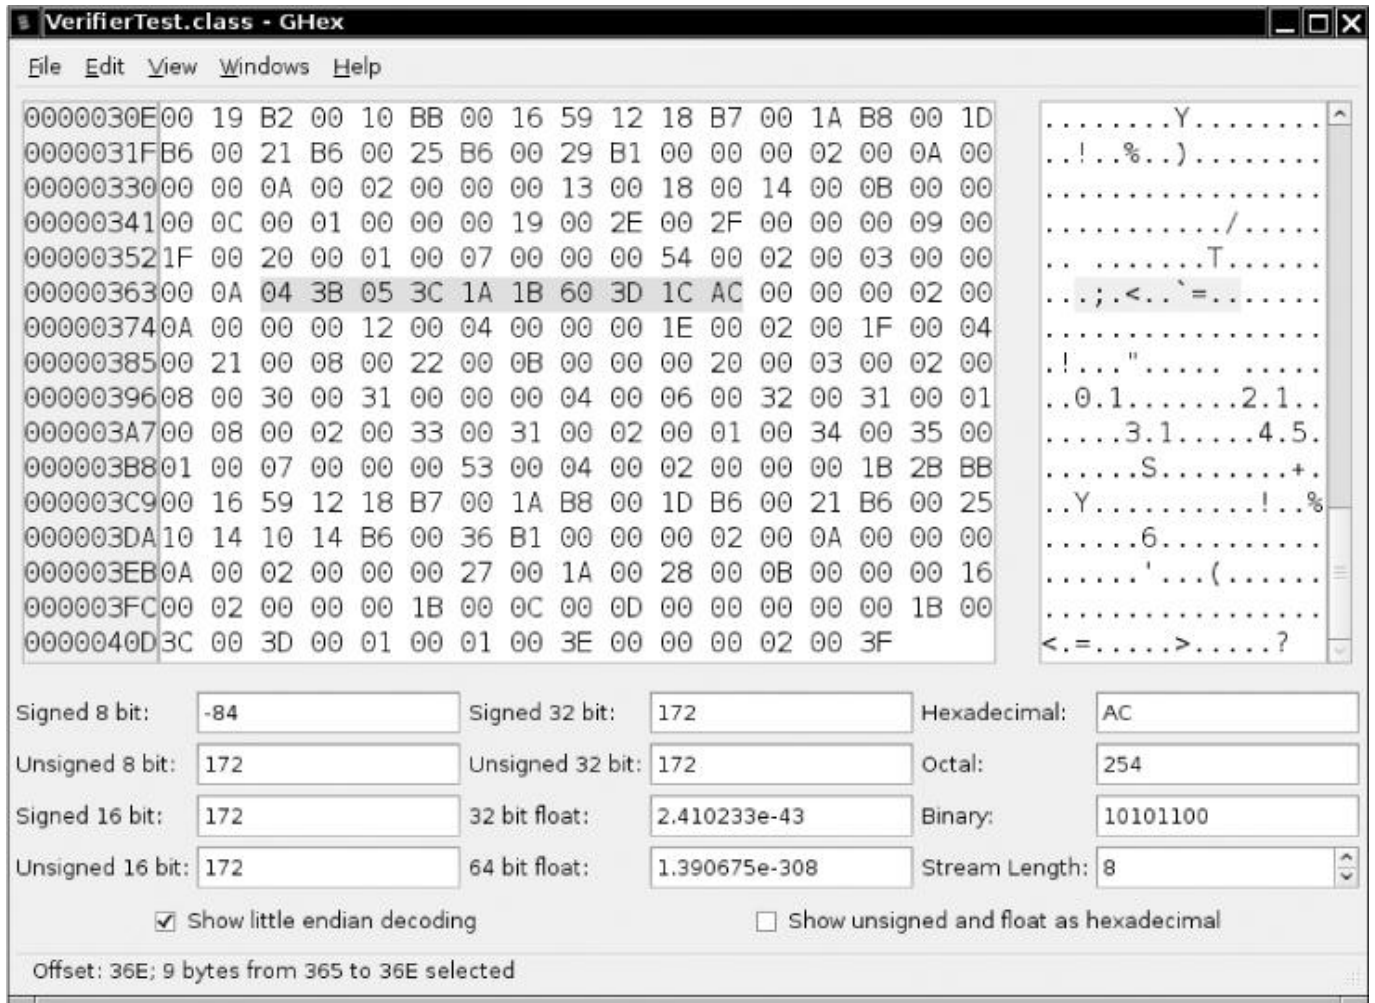 VerifierTest.class - GHex
File Edit View Windows Help
0000030E 00 19 B2 00 10 BB 00 16 59 12 18 B7 00 1A B8 00 1D ........Y........
0000031F B6 00 21 B6 00 25 B6 00 29 B1 00 00 00 02 00 0A 00 ..!..%..)........
00000330 00 00 0A 00 02 00 00 00 13 00 18 00 14 00 0B 00 00 .................
00000341 00 0C 00 01 00 00 00 19 00 2E 00 2F 00 00 00 09 00 .........../.....
00000352 1F 00 20 00 01 00 07 00 00 00 54 00 02 00 03 00 00 .. .......T......
00000363 00 0A 04 3B 05 3C 1A 1B 60 3D 1C AC 00 00 00 02 00 ...;.<..`=.......
00000374 0A 00 00 00 12 00 04 00 00 00 1E 00 02 00 1F 00 04 .................
00000385 00 21 00 08 00 22 00 0B 00 00 00 20 00 03 00 02 00 .!..."..... .....
00000396 08 00 30 00 31 00 00 00 04 00 06 00 32 00 31 00 01 ..0.1.......2.1..
000003A7 00 08 00 02 00 33 00 31 00 02 00 01 00 34 00 35 00 .....3.1.....4.5.
000003B8 01 00 07 00 00 00 53 00 04 00 02 00 00 00 1B 2B BB ......S........+.
000003C9 00 16 59 12 18 B7 00 1A B8 00 1D B6 00 21 B6 00 25 ..Y..........!..%
000003DA 10 14 10 14 B6 00 36 B1 00 00 00 02 00 0A 00 00 00 ......6..........
000003EB 0A 00 02 00 00 00 27 00 1A 00 28 00 0B 00 00 00 16 ......'...(......
000003FC 00 02 00 00 00 1B 00 0C 00 0D 00 00 00 00 00 1B 00 .................
0000040D 3C 00 3D 00 01 00 01 00 3E 00 00 00 02 00 3F <.=.....>.....?
Signed 8 bit: -84 Signed 32 bit: 172 Hexadecimal: AC
Unsigned 8 bit: 172 Unsigned 32 bit: 172 Octal: 254
Signed 16 bit: 172 32 bit float: 2.410233e-43 Binary: 10101100
Unsigned 16 bit: 172 64 bit float: 1.390675e-308 Stream Length: 8
Show little endian decoding Show unsigned and float as hexadecimal
Offset: 36E; 9 bytes from 365 to 36E selected